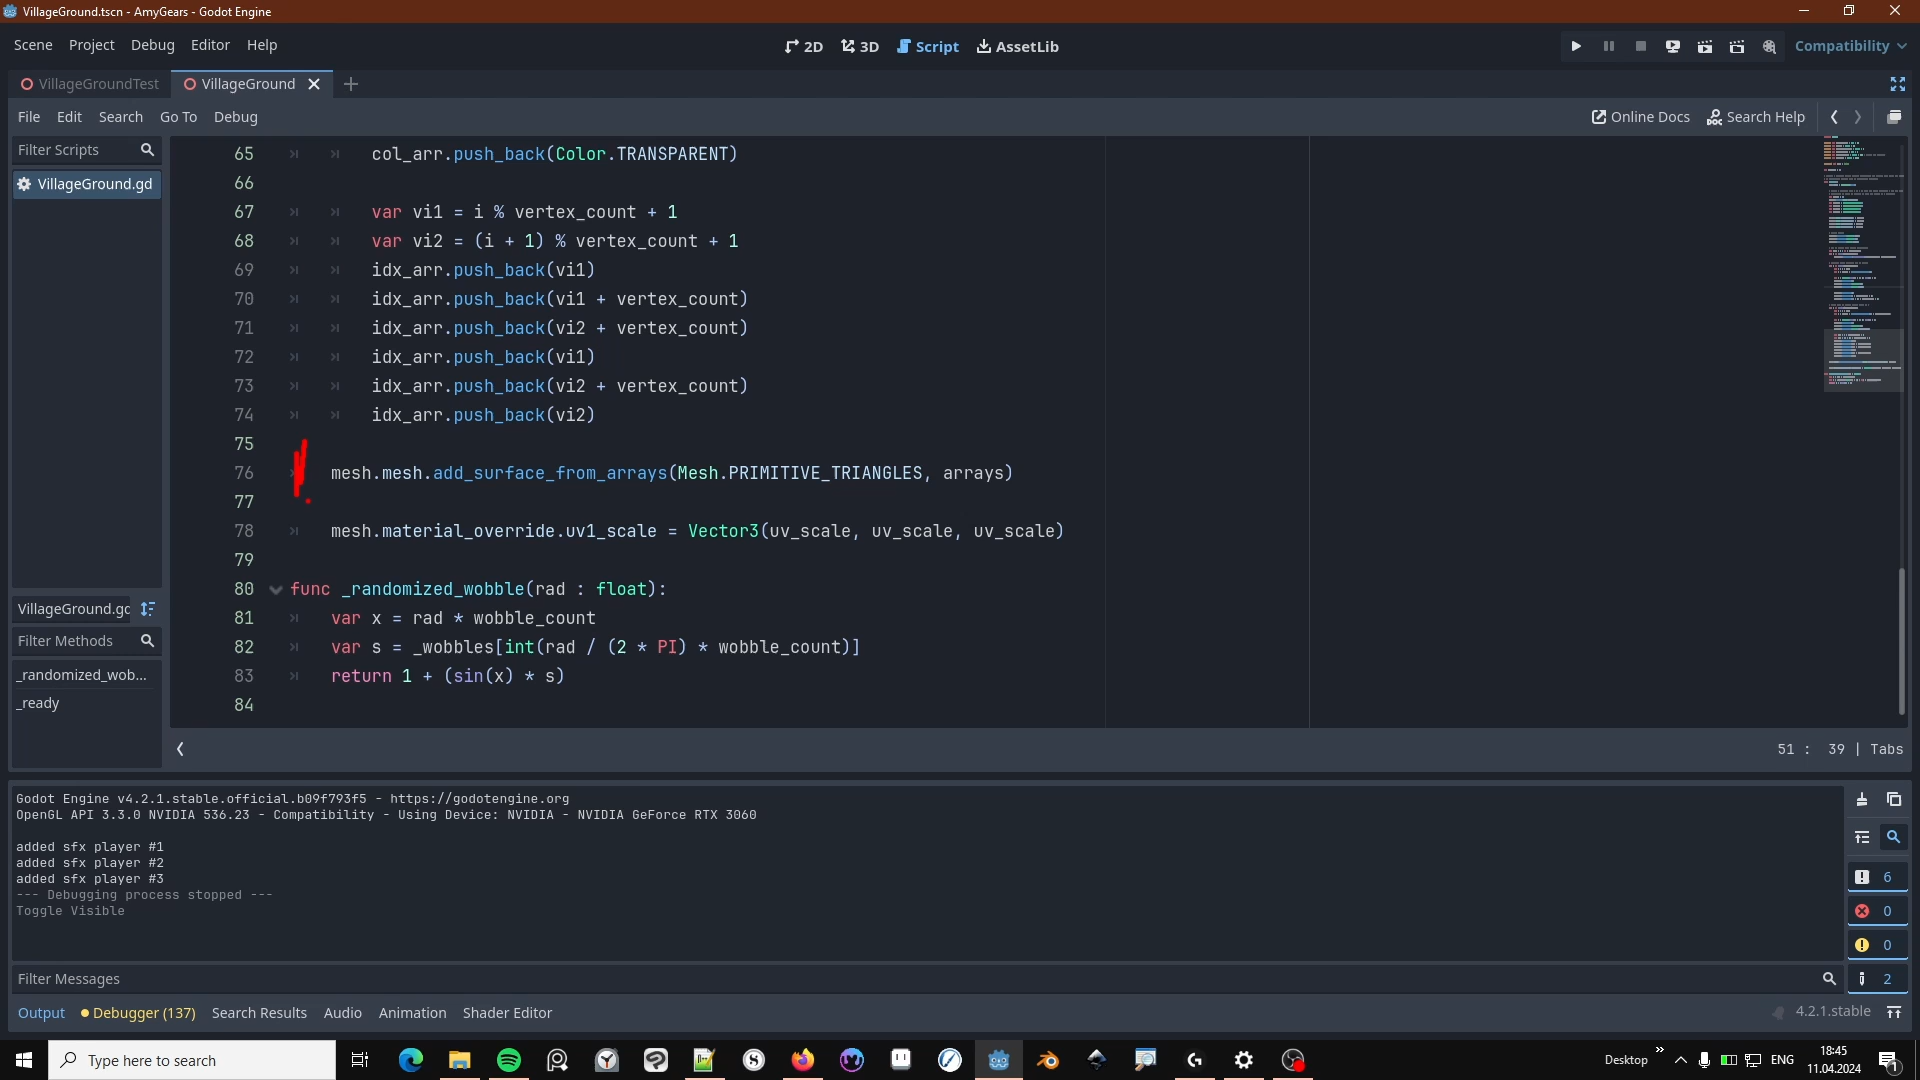 VillageGround.tscn - AmyGears - Godot Engine
Scene Project Debug Editor Help
2D 3D Script AssetLib
Compatibility
VillageGroundTest VillageGround
File Edit Search Go To Debug
Online Docs Search Help
Filter Scripts
VillageGround.gd
65 col_arr.push_back(Color.TRANSPARENT)
66
67 var vi1 = i % vertex_count + 1
68 var vi2 = (i + 1) % vertex_count + 1
69 idx_arr.push_back(vi1)
70 idx_arr.push_back(vi1 + vertex_count)
71 idx_arr.push_back(vi2 + vertex_count)
72 idx_arr.push_back(vi1)
73 idx_arr.push_back(vi2 + vertex_count)
74 idx_arr.push_back(vi2)
75
76 mesh.mesh.add_surface_from_arrays(Mesh.PRIMITIVE_TRIANGLES, arrays)
77
78 mesh.material_override.uv1_scale = Vector3(uv_scale, uv_scale, uv_scale)
79
80 func _randomized_wobble(rad : float):
81 var x = rad * wobble_count
82 var s = _wobbles[int(rad / (2 * PI) * wobble_count)]
83 return 1 + (sin(x) * s)
84
VillageGround.gd
Filter Methods
_randomized_wob...
_ready
51 : 39 | Tabs
Godot Engine v4.2.1.stable.official.b09f793f5 - https://godotengine.org
OpenGL API 3.3.0 NVIDIA 536.23 - Compatibility - Using Device: NVIDIA - NVIDIA GeForce RTX 3060
added sfx player #1
added sfx player #2
added sfx player #3
--- Debugging process stopped ---
Toggle Visible
6
0
0
2
Filter Messages
Output Debugger (137) Search Results Audio Animation Shader Editor
4.2.1.stable
Type here to search
Desktop
ENG
18:45
11.04.2024
1